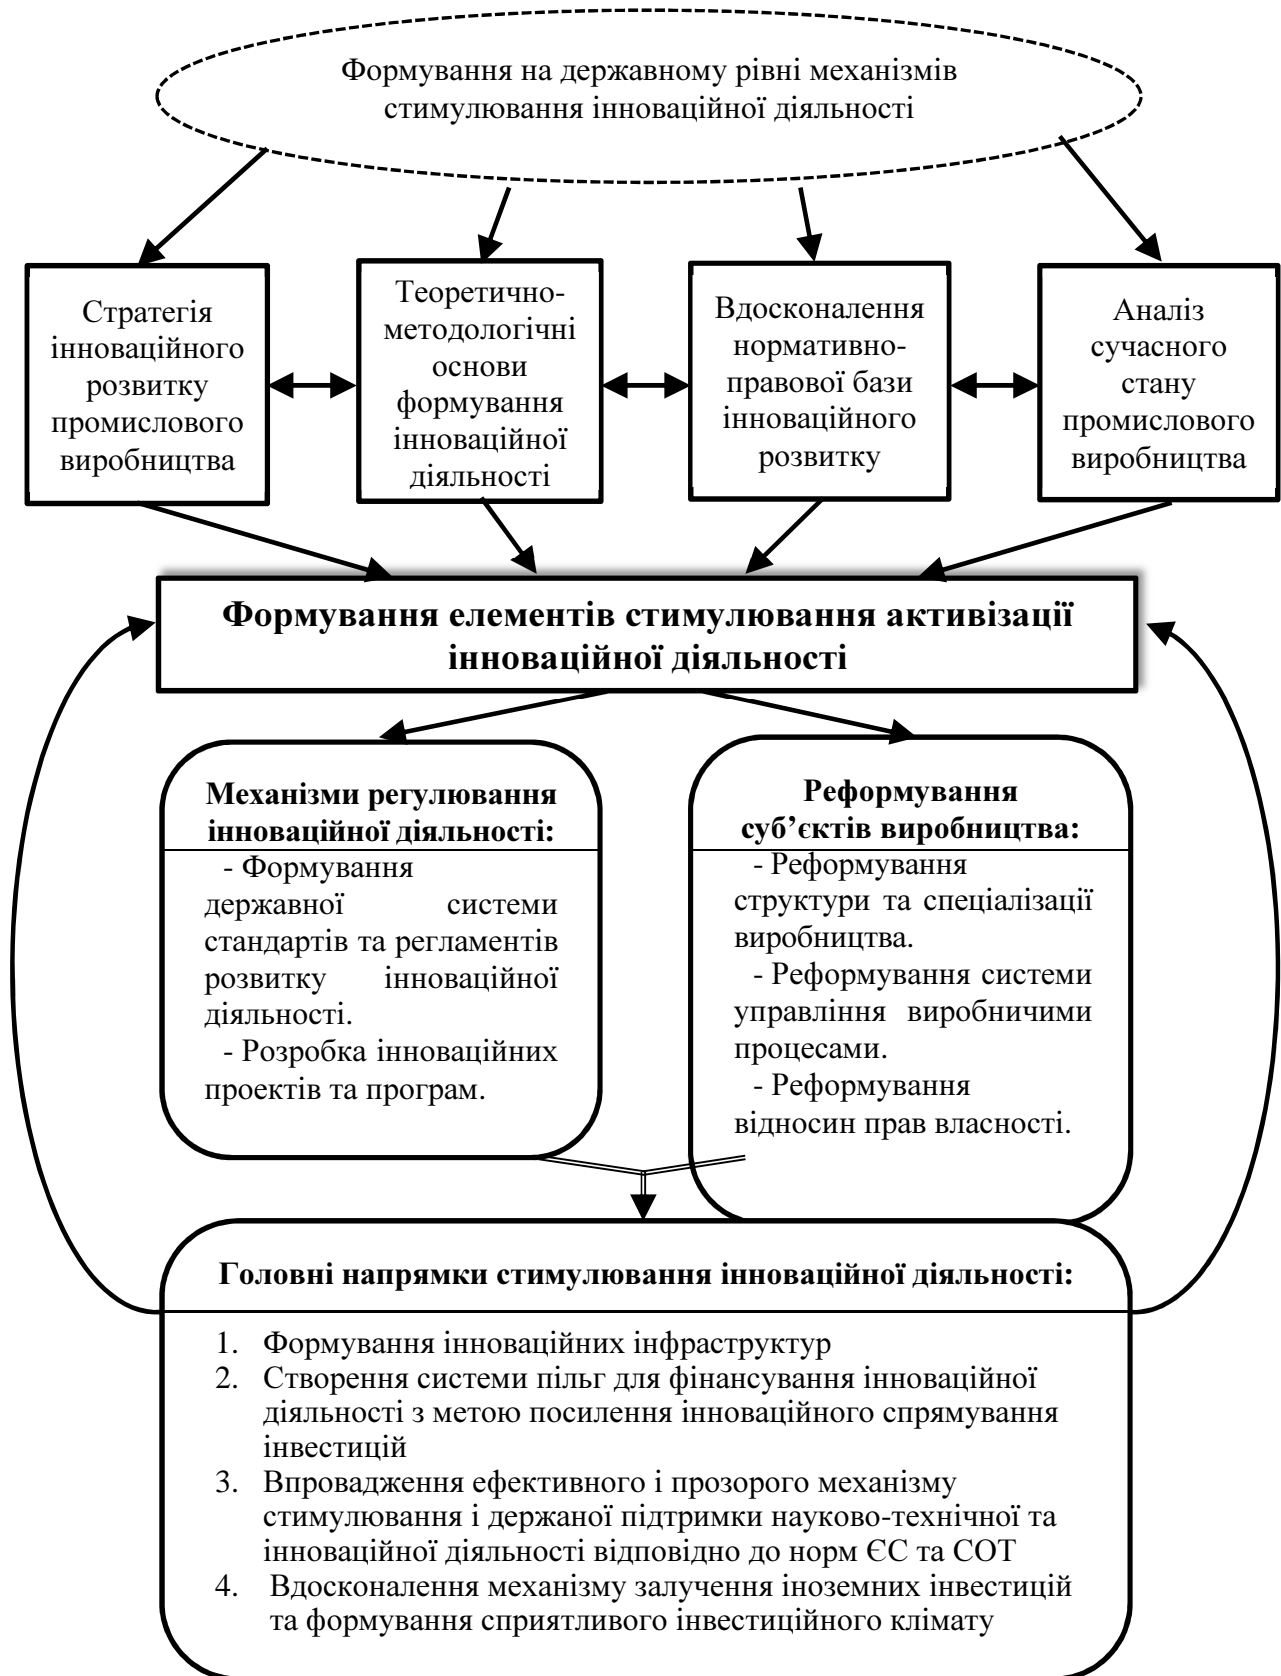 Формування на державному рівні механізмів
стимулювання інноваційної діяльності
Стратегія
інноваційного
розвитку
промислового
виробництва
Теоретично-
методологічні
основи
формування
інноваційної
діяльності
Вдосконалення
нормативно-
правової бази
інноваційного
розвитку
Аналіз
сучасного
стану
промислового
виробництва
Формування елементів стимулювання активізації
інноваційної діяльності
Механізми регулювання
інноваційної діяльності:
- Формування
державної системи
стандартів та регламентів
розвитку інноваційної
діяльності.
- Розробка інноваційних
проектів та програм.
Реформування
суб’єктів виробництва:
- Реформування
структури та спеціалізації
виробництва.
- Реформування системи
управління виробничими
процесами.
- Реформування
відносин прав власності.
Головні напрямки стимулювання інноваційної діяльності:
1. Формування інноваційних інфраструктур
2. Створення системи пільг для фінансування інноваційної
діяльності з метою посилення інноваційного спрямування
інвестицій
3. Впровадження ефективного і прозорого механізму
стимулювання і держаної підтримки науково-технічної та
інноваційної діяльності відповідно до норм ЄС та СОТ
4. Вдосконалення механізму залучення іноземних інвестицій
та формування сприятливого інвестиційного клімату